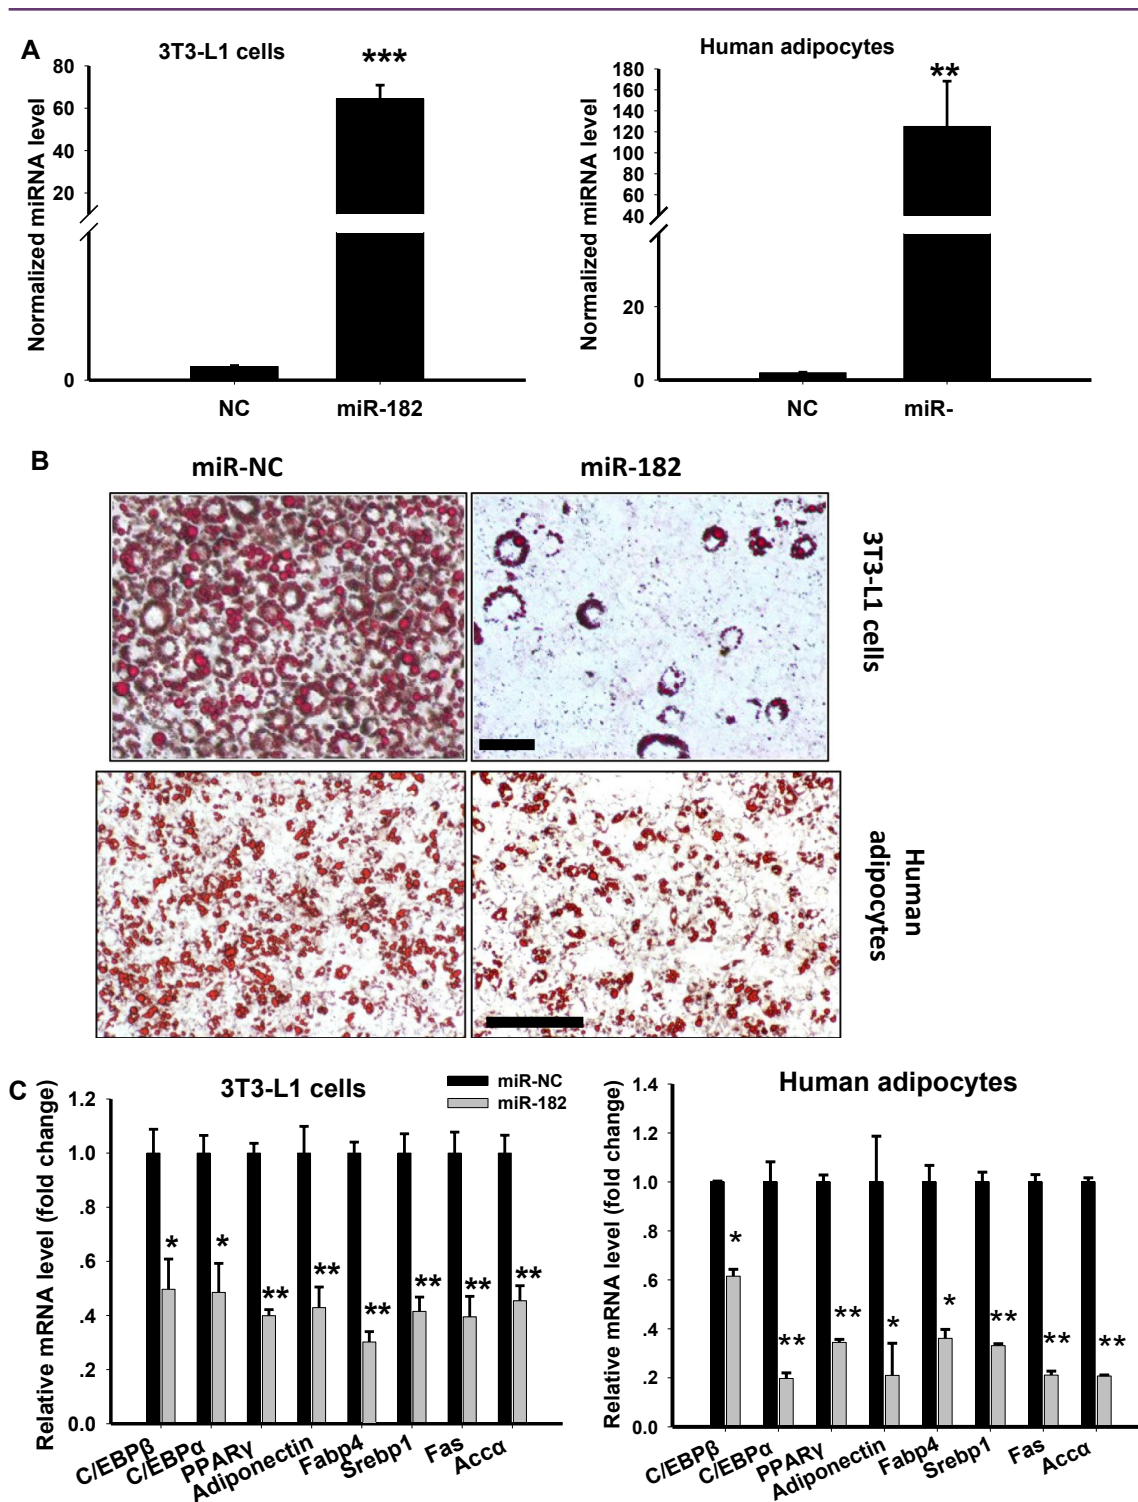 A
3T3-L1 cells
Human adipocytes
***
**
Normalized miRNA level
80
60
40
20
0
NC
miR-182
Normalized miRNA level
180
160
140
120
100
80
60
40
20
0
NC
miR-
B
miR-NC
miR-182
3T3-L1 cells
Human
adipocytes
C
3T3-L1 cells
miR-NC
miR-182
Human adipocytes
Relative mRNA level (fold change)
1.2
1.0
.8
.6
.4
.2
0.0
* * ** ** ** ** ** **
C/EBPβ
C/EBPα
PPARγ
Adiponectin
Fabp4
Srebp1
Fas
Accα
Relative mRNA level (fold change)
1.4
1.2
1.0
.8
.6
.4
.2
0.0
* ** ** * * ** ** **
C/EBPβ
C/EBPα
PPARγ
Adiponectin
Fabp4
Srebp1
Fas
Accα